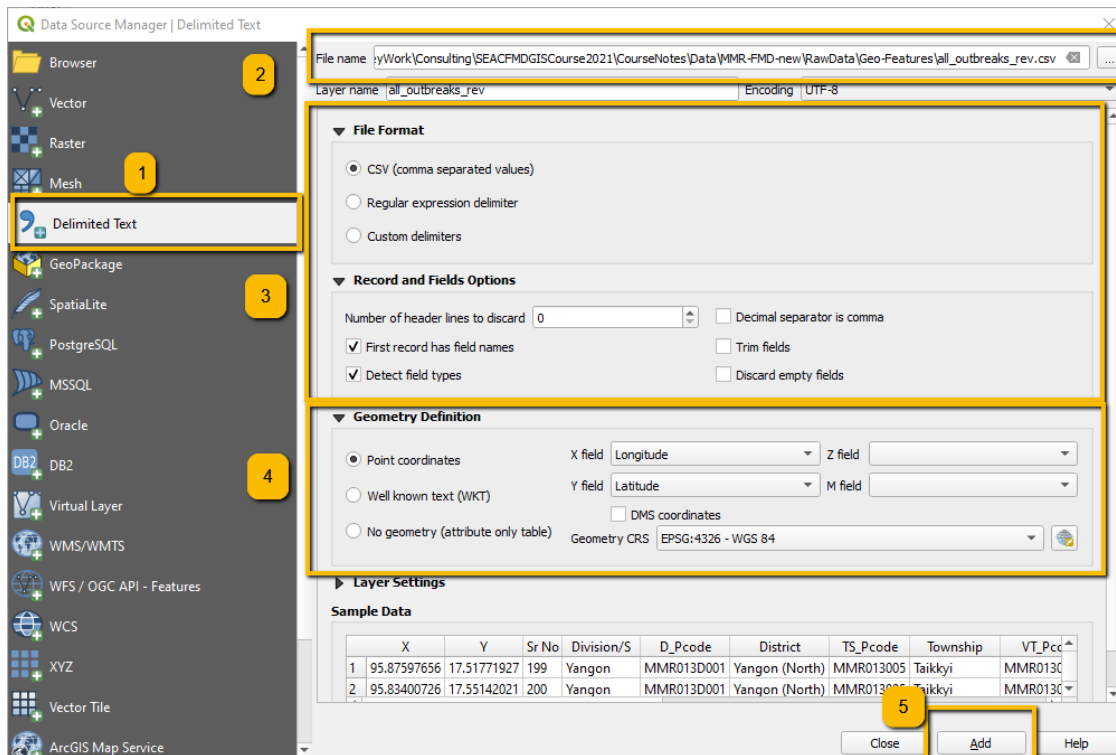 Data Source Manager | Delimited Text
Browser
Vector
Raster
Mesh
Delimited Text
GeoPackage
SpatiaLite
PostgreSQL
MSSQL
Oracle
DB2
Virtual Layer
WMS/WMTS
WFS / OGC API - Features
WCS
XYZ
Vector Tile
ArcGIS Map Service
1
2
3
4
5
File name yWork\Consulting\SEACFMDGISCourse2021\CourseNotes\Data\MMR-FMD-new\RawData\Geo-Features\all_outbreaks_rev.csv ...
Layer name all_outbreaks_rev Encoding UTF-8
File Format
CSV (comma separated values)
Regular expression delimiter
Custom delimiters
Record and Fields Options
Number of header lines to discard 0 Decimal separator is comma
First record has field names Trim fields
Detect field types Discard empty fields
Geometry Definition
Point coordinates X field Longitude Z field
Well known text (WKT) Y field Latitude M field
DMS coordinates
No geometry (attribute only table) Geometry CRS EPSG:4326 - WGS 84
Layer Settings
Sample Data
X Y Sr No Division/S D_Pcode District TS_Pcode Township VT_Pcc
1 95.87597656 17.51771927 199 Yangon MMR013D001 Yangon (North) MMR013005 Taikkyi MMR0130
2 95.83400726 17.55142021 200 Yangon MMR013D001 Yangon (North) Taikkyi MMR0130
Close Add Help